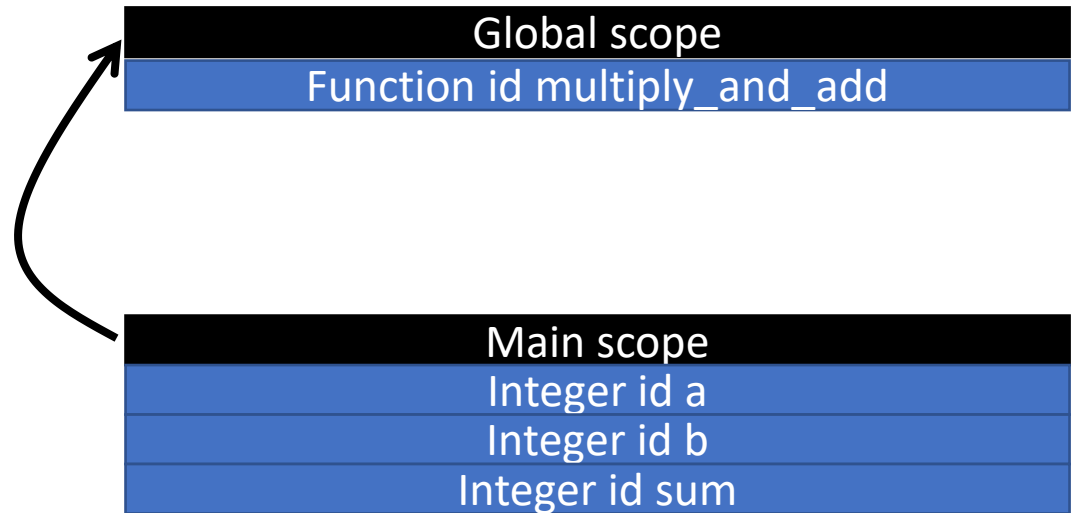 Global scope
Function id multiply_and_add
Main scope
Integer id a
Integer id b
Integer id sum